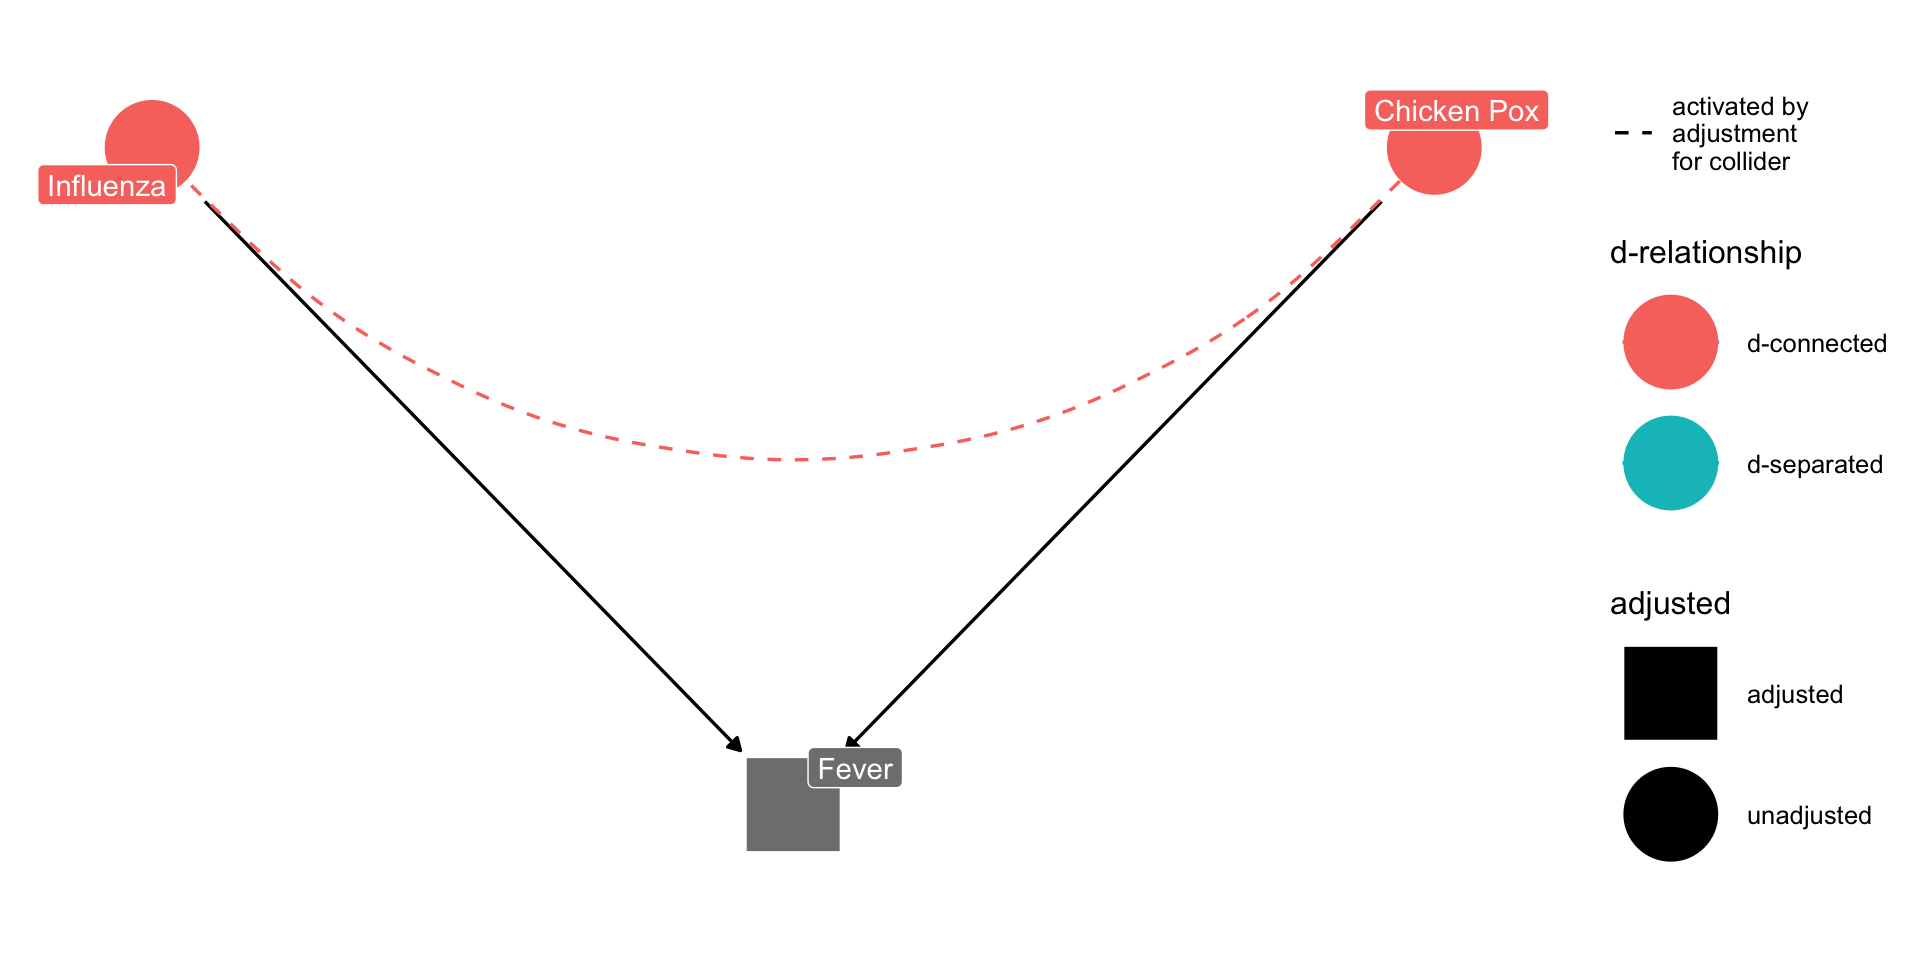 Influenza
Chicken Pox
Fever
activated by
adjustment
for collider
d-relationship
d-connected
d-separated
adjusted
adjusted
unadjusted